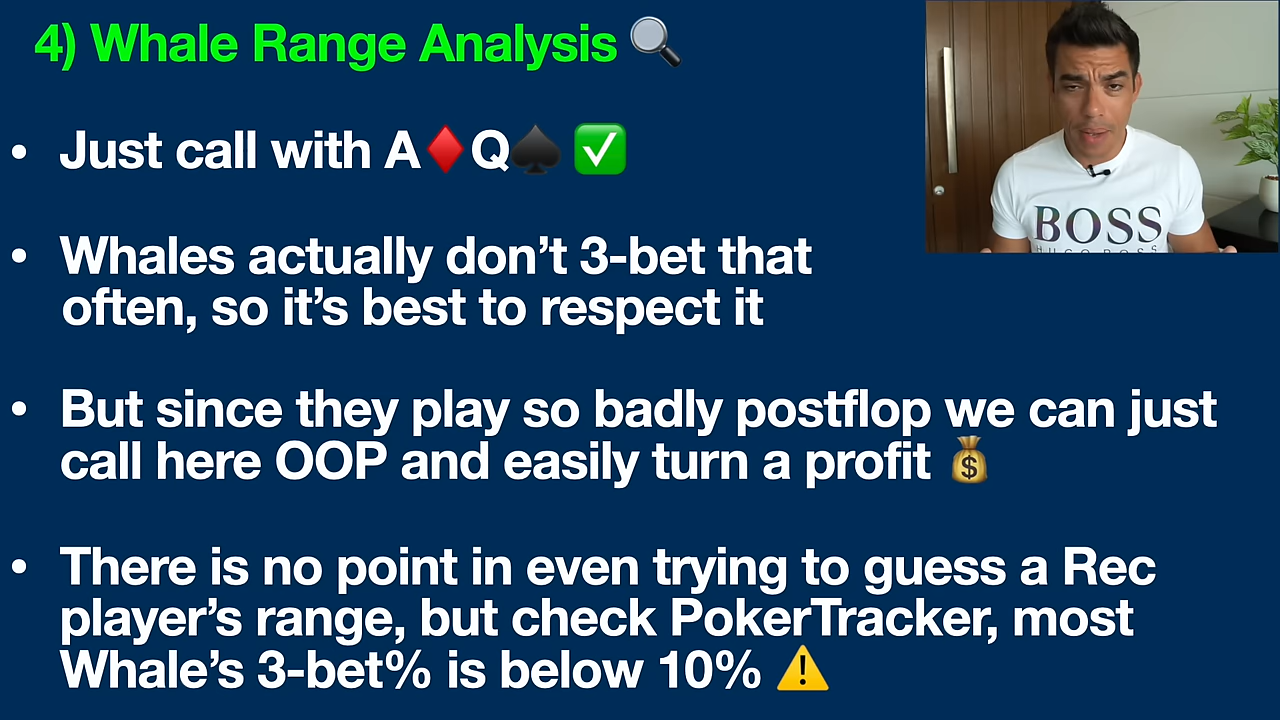 4) Whale Range Analysis 🔍
• Just call with A♦️Q♠️ ✅
• Whales actually don’t 3-bet that
often, so it’s best to respect it
• But since they play so badly postflop we can just
call here OOP and easily turn a profit 💰
• There is no point in even trying to guess a Rec
player’s range, but check PokerTracker, most
Whale’s 3-bet% is below 10% ⚠️
BOSS
HUGO BOSS